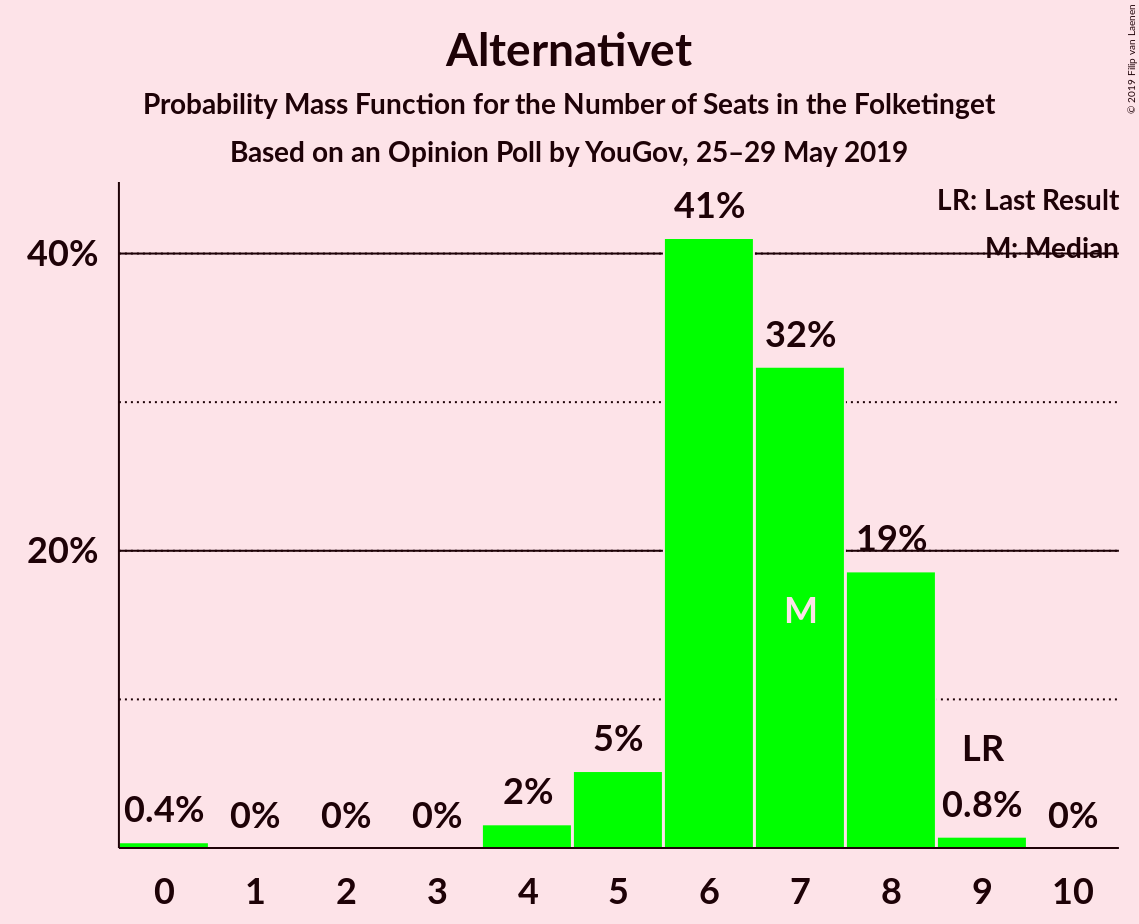 Alternativet
Probability Mass Function for the Number of Seats in the Folketinget
Based on an Opinion Poll by YouGov, 25–29 May 2019
© 2019 Filip van Laenen
LR: Last Result
M: Median
40%
20%
0.4%
0%
0%
0%
2%
5%
41%
32%
M
19%
LR
0.8%
0%
0 1 2 3 4 5 6 7 8 9 10